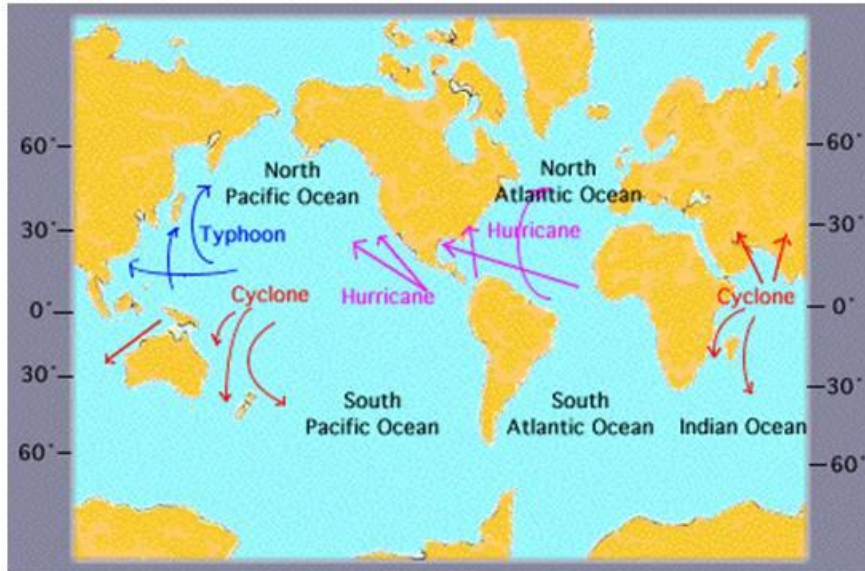 60°
60°
North
Pacific Ocean
North
Atlantic Ocean
30°
30°
Typhoon
Hurricane
Cyclone
Hurricane
Cyclone
0°
0°
30°
30°
South
Pacific Ocean
South
Atlantic Ocean
Indian Ocean
60°
60°